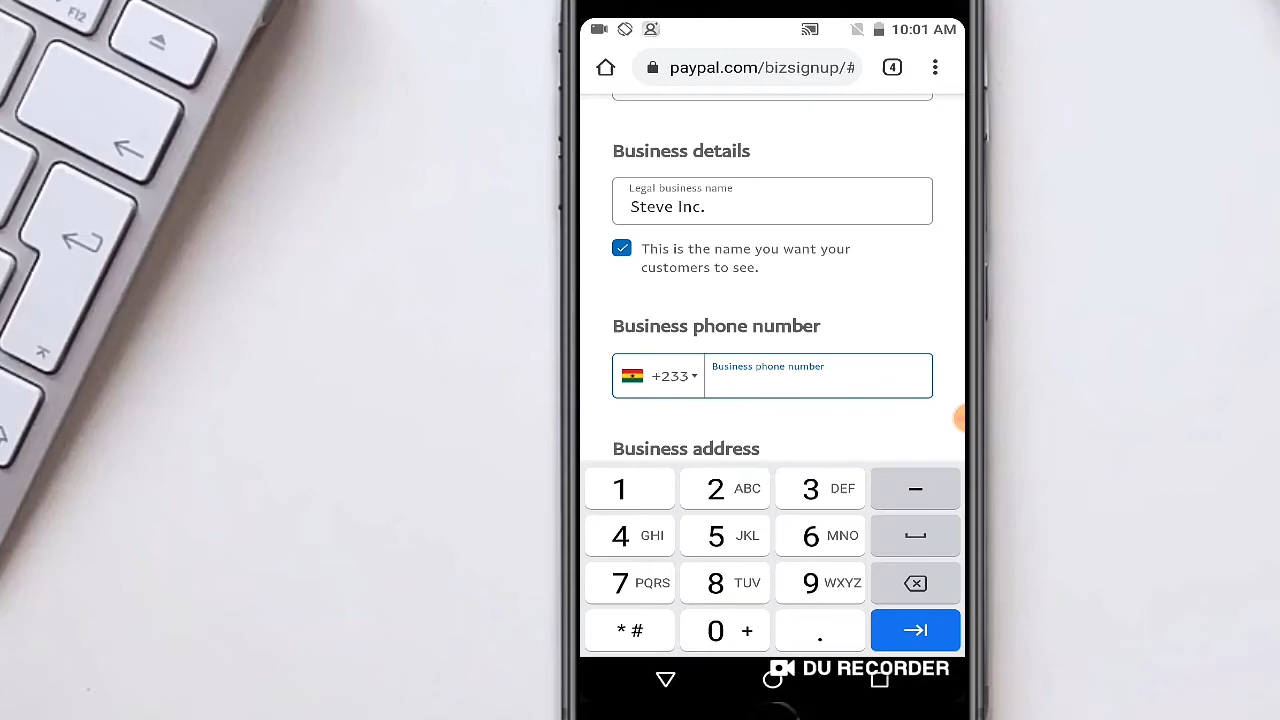 F12
10:01 AM
paypal.com/bizsignup/#
4
Business details
Legal business name
Steve Inc.
This is the name you want your
customers to see.
Business phone number
+233
Business phone number
Business address
1
2 ABC
3 DEF
–
4 GHI
5 JKL
6 MNO
7 PQRS
8 TUV
9 WXYZ
* #
0 +
.
DU RECORDER